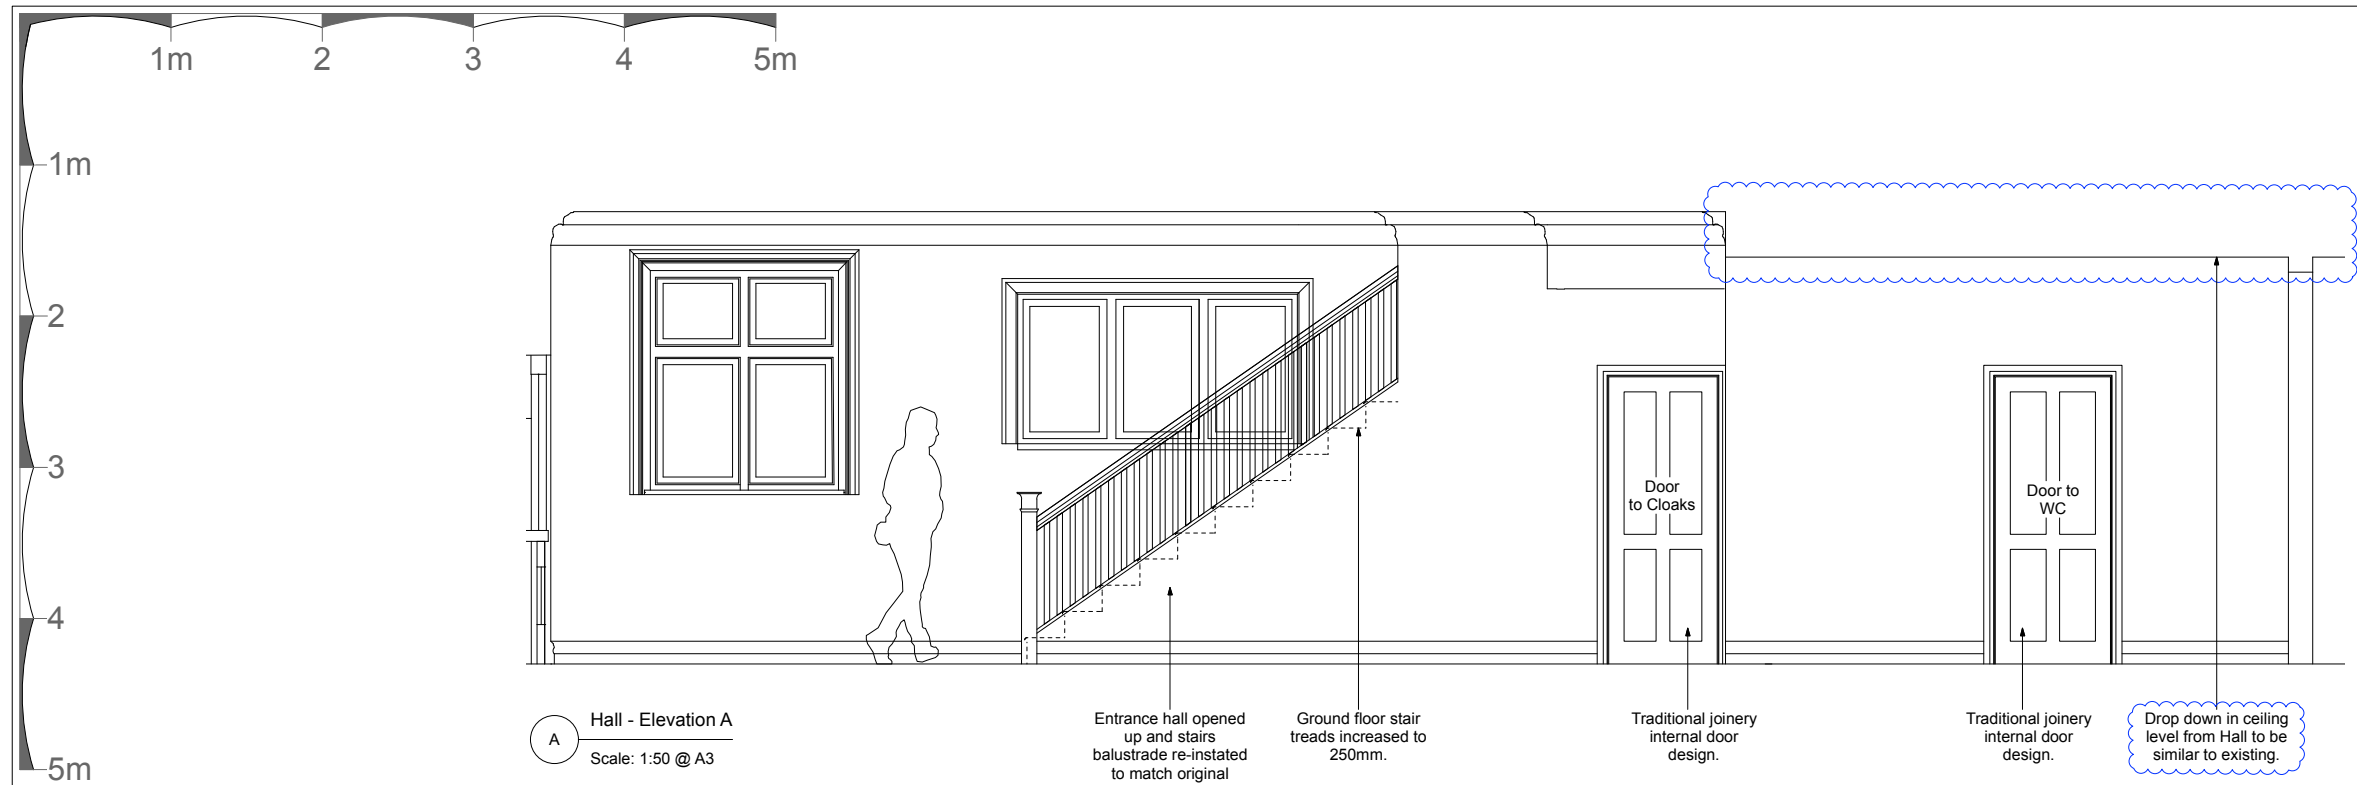 1m
2
3
4
5m
1m
2
3
4
5m
Door
to Cloaks
Door to
WC
A
Hall - Elevation A
Scale: 1:50 @ A3
Entrance hall opened
up and stairs
balustrade re-instated
to match original
Ground floor stair
treads increased to
250mm.
Traditional joinery
internal door
design.
Traditional joinery
internal door
design.
Drop down in ceiling
level from Hall to be
similar to existing.